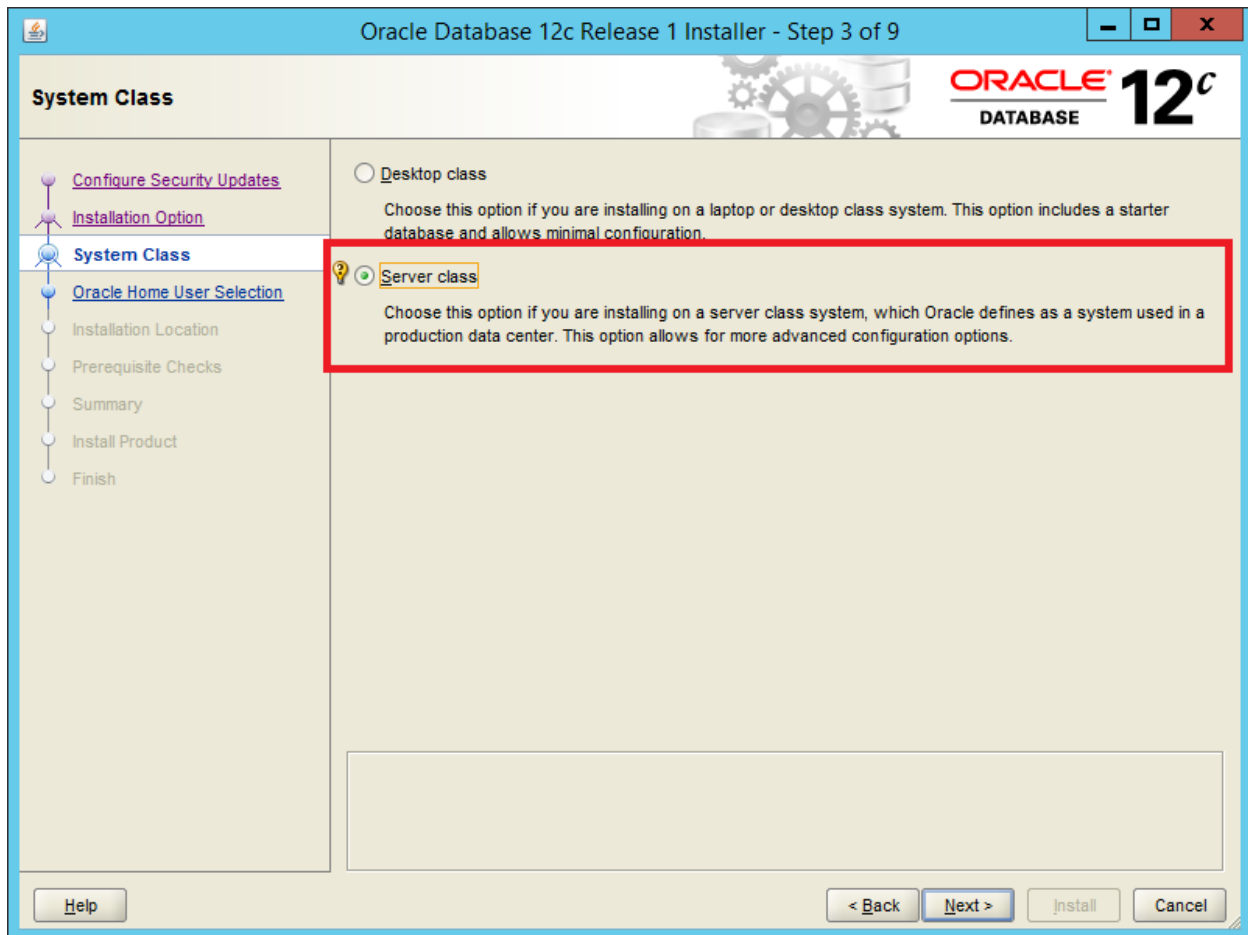 Oracle Database 12c Release 1 Installer - Step 3 of 9
System Class
ORACLE
DATABASE
12c
Configure Security Updates
Installation Option
System Class
Oracle Home User Selection
Installation Location
Prerequisite Checks
Summary
Install Product
Finish
Desktop class
Choose this option if you are installing on a laptop or desktop class system. This option includes a starter
database and allows minimal configuration.
Server class
Choose this option if you are installing on a server class system, which Oracle defines as a system used in a
production data center. This option allows for more advanced configuration options.
Help
< Back
Next >
Install
Cancel